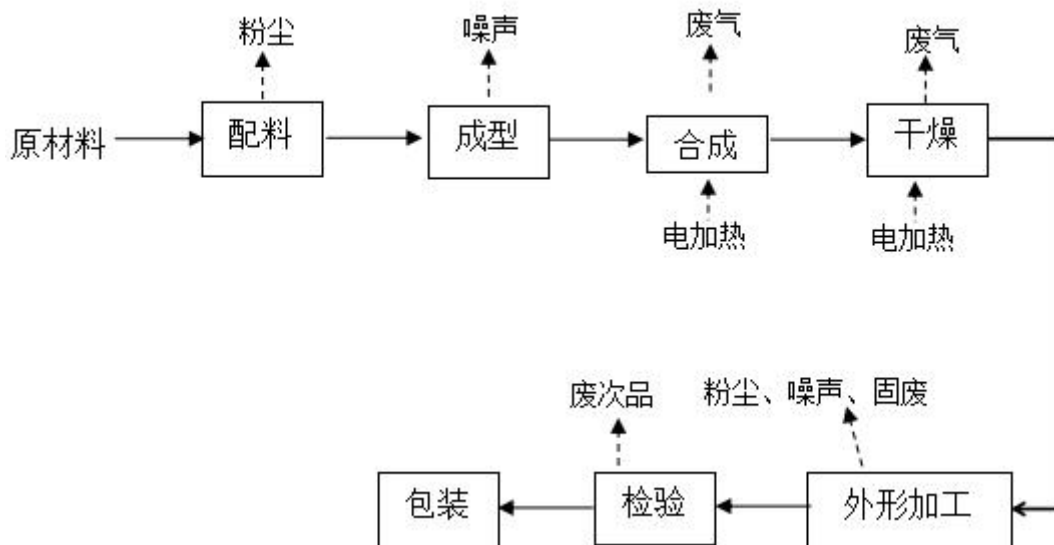 粉尘
噪声
废气
废气
原材料
配料
成型
合成
干燥
电加热
电加热
废次品
粉尘、噪声、固废
包装
检验
外形加工